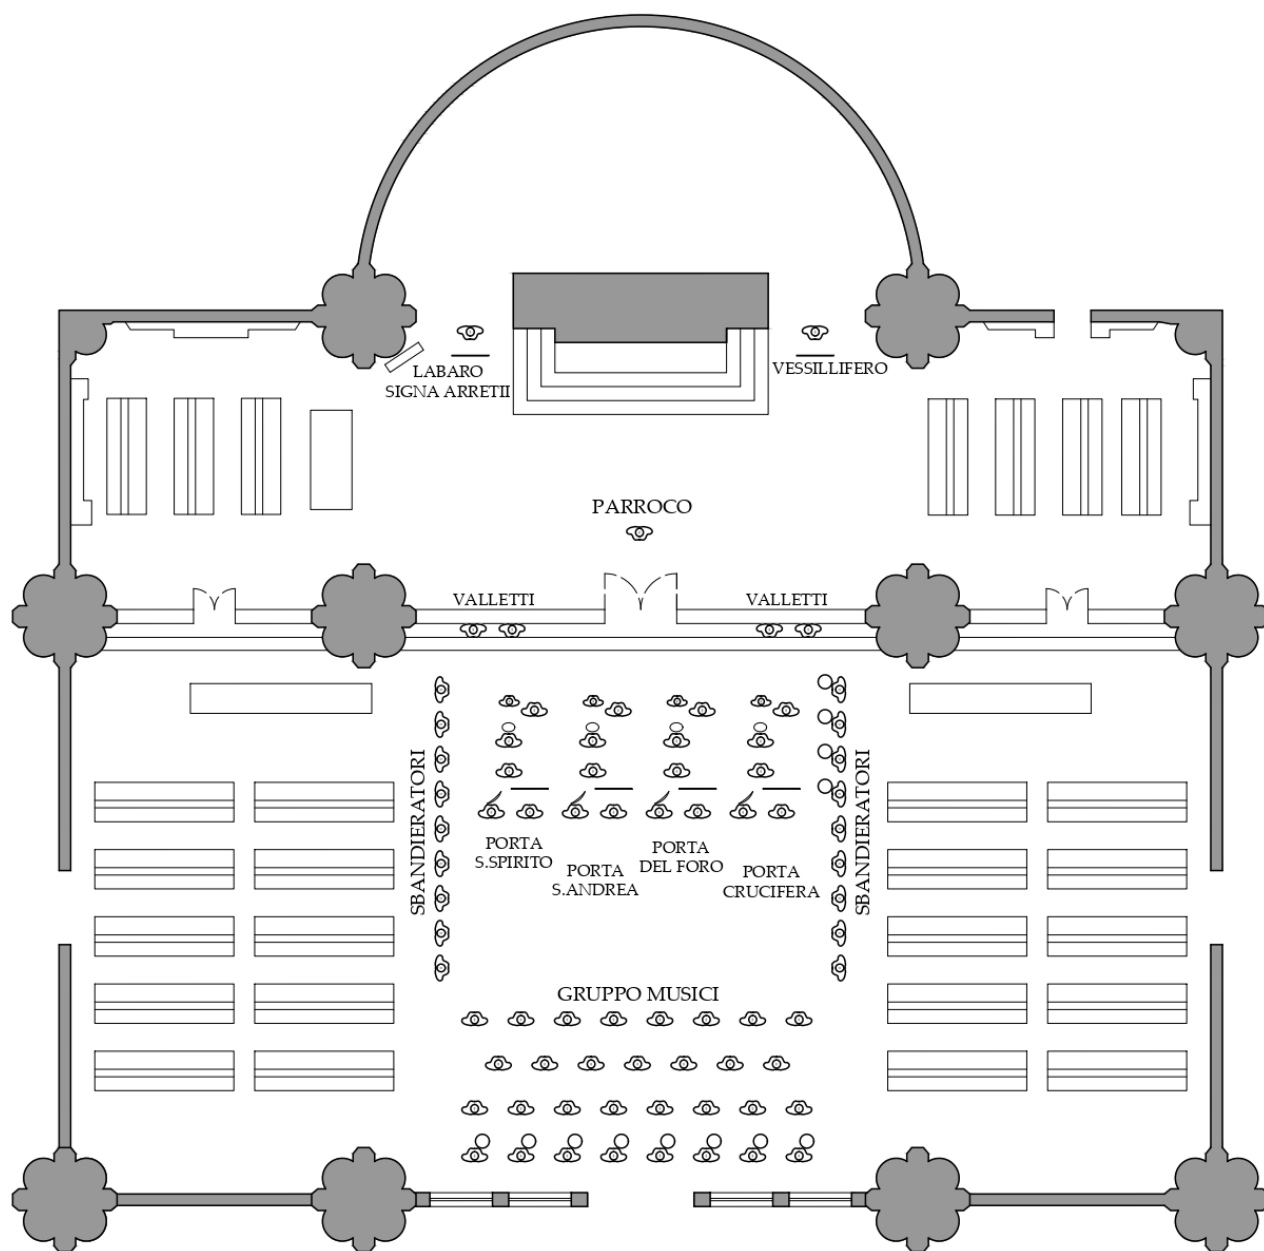 LABARO
SIGNA ARRETII
VESSILLIFERO
PARROCO
VALLETTI
VALLETTI
SBANDIERATORI
SBANDIERATORI
PORTA
S.SPIRITO
PORTA
S.ANDREA
PORTA
DEL FORO
PORTA
CRUCIFERA
GRUPPO MUSICI